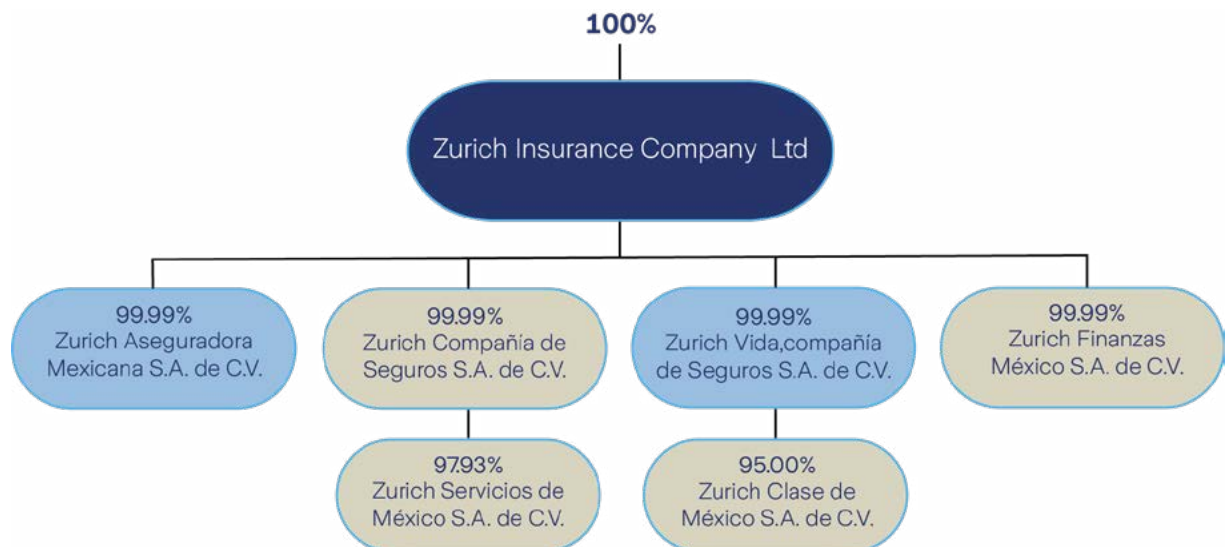 100%
Zurich Insurance Company Ltd
99.99%
Zurich Aseguradora
Mexicana S.A. de C.V.
99.99%
Zurich Compañía de
Seguros S.A. de C.V.
99.99%
Zurich Vida,compañía
de Seguros S.A. de C.V.
99.99%
Zurich Finanzas
México S.A. de C.V.
97.93%
Zurich Servicios de
México S.A. de C.V.
95.00%
Zurich Clase de
México S.A. de C.V.